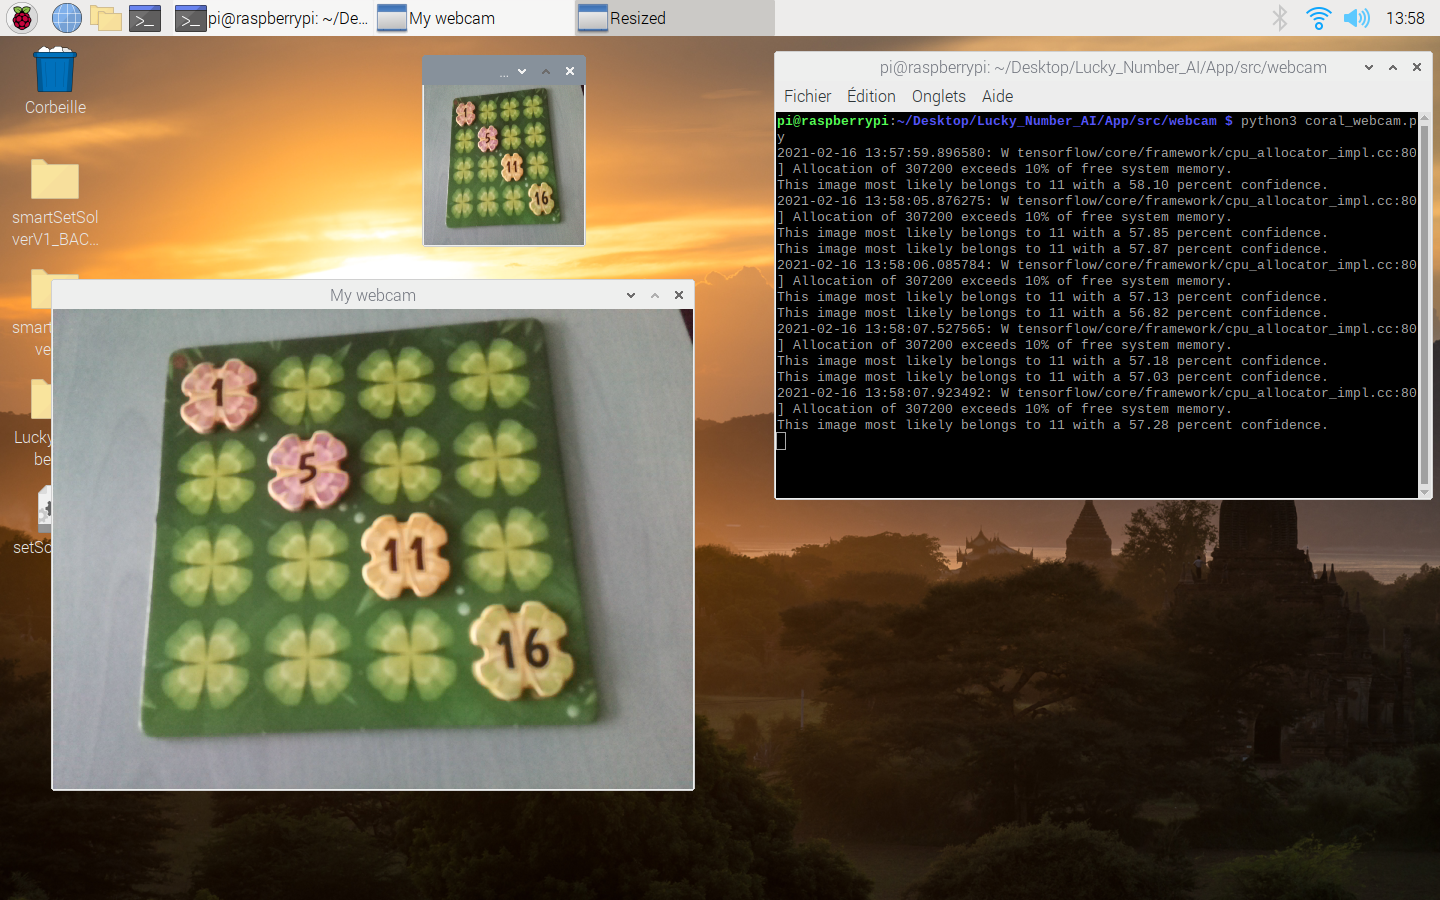 pi@raspberrypi: ~/De...
My webcam
Resized
13:58
Corbeille
smartSetSol
verV1_BAC...
smart
ve
Lucky
be
setSo
...
1
5
11
16
My webcam
1
5
11
16
pi@raspberrypi: ~/Desktop/Lucky_Number_AI/App/src/webcam
Fichier Édition Onglets Aide
pi@raspberrypi:~/Desktop/Lucky_Number_AI/App/src/webcam $ python3 coral_webcam.p
y
2021-02-16 13:57:59.896580: W tensorflow/core/framework/cpu_allocator_impl.cc:80
] Allocation of 307200 exceeds 10% of free system memory.
This image most likely belongs to 11 with a 58.10 percent confidence.
2021-02-16 13:58:05.876275: W tensorflow/core/framework/cpu_allocator_impl.cc:80
] Allocation of 307200 exceeds 10% of free system memory.
This image most likely belongs to 11 with a 57.85 percent confidence.
This image most likely belongs to 11 with a 57.87 percent confidence.
2021-02-16 13:58:06.085784: W tensorflow/core/framework/cpu_allocator_impl.cc:80
] Allocation of 307200 exceeds 10% of free system memory.
This image most likely belongs to 11 with a 57.13 percent confidence.
This image most likely belongs to 11 with a 56.82 percent confidence.
2021-02-16 13:58:07.527565: W tensorflow/core/framework/cpu_allocator_impl.cc:80
] Allocation of 307200 exceeds 10% of free system memory.
This image most likely belongs to 11 with a 57.18 percent confidence.
This image most likely belongs to 11 with a 57.03 percent confidence.
2021-02-16 13:58:07.923492: W tensorflow/core/framework/cpu_allocator_impl.cc:80
] Allocation of 307200 exceeds 10% of free system memory.
This image most likely belongs to 11 with a 57.28 percent confidence.